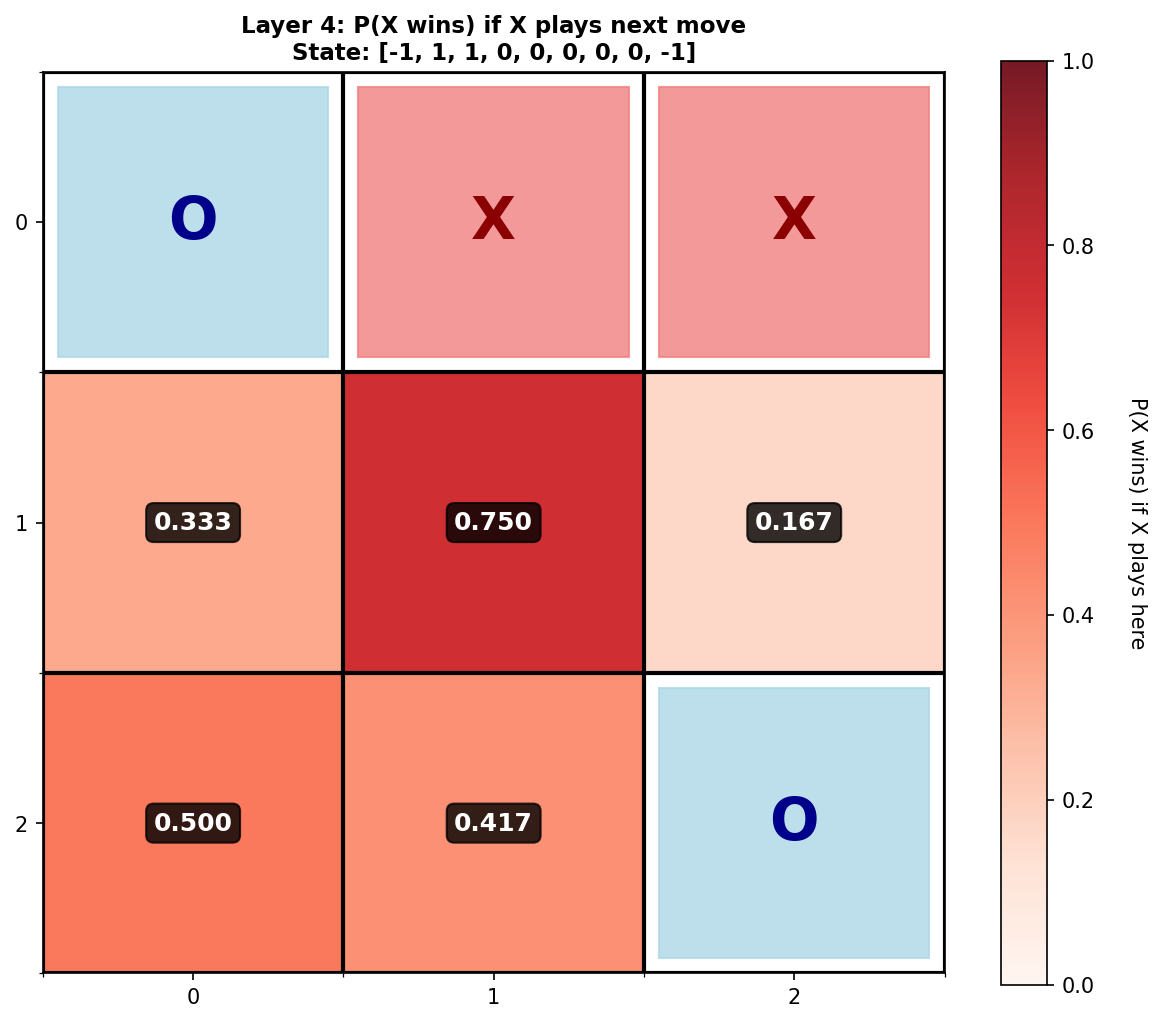 Layer 4: P(X wins) if X plays next move
State: [-1, 1, 1, 0, 0, 0, 0, 0, -1]
0
O
X
X
1
0.333
0.750
0.167
2
0.500
0.417
O
0
1
2
1.0
0.8
0.6
0.4
0.2
0.0
P(X wins) if X plays here